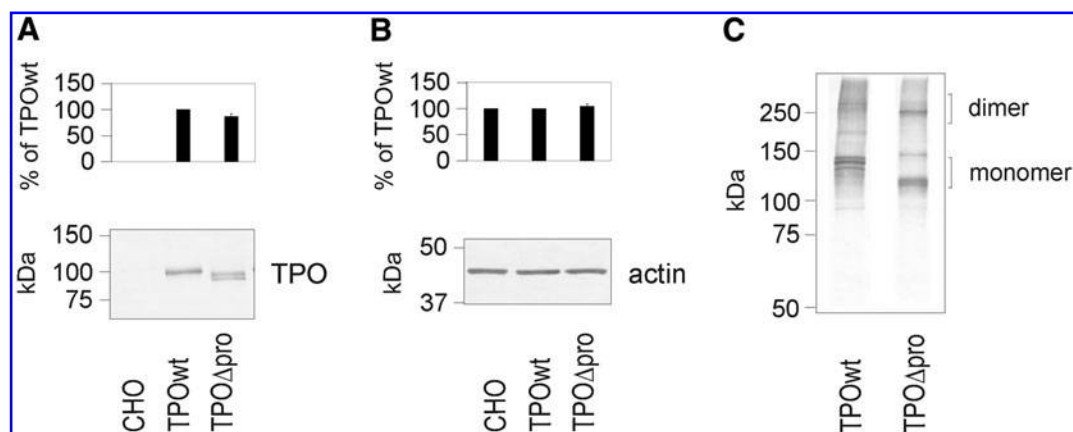 A
% of TPOwt
150
100
50
0
kDa
150
100
75
TPO
CHO
TPOwt
TPOΔpro
B
% of TPOwt
150
100
50
0
kDa
50
37
actin
CHO
TPOwt
TPOΔpro
C
kDa
250
150
100
75
50
dimer
monomer
TPOwt
TPOΔpro